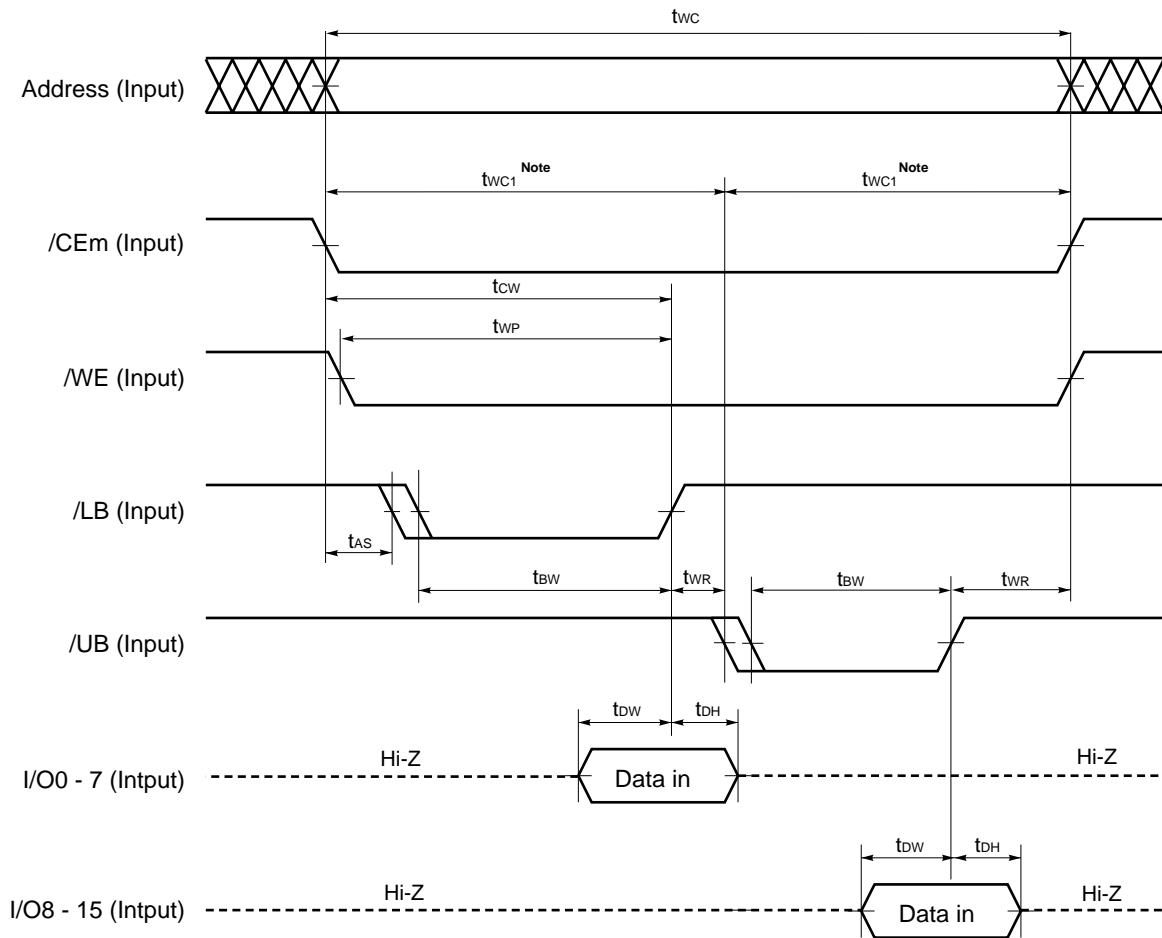 tWC
Address (Input)
tWC1 Note
tWC1 Note
/CEm (Input)
tCW
tWP
/WE (Input)
/LB (Input)
tAS
tBW
tWR
tBW
tWR
/UB (Input)
tDW
tDH
Hi-Z
Hi-Z
I/O0 - 7 (Intput)
Data in
tDW
tDH
Hi-Z
Hi-Z
I/O8 - 15 (Intput)
Data in